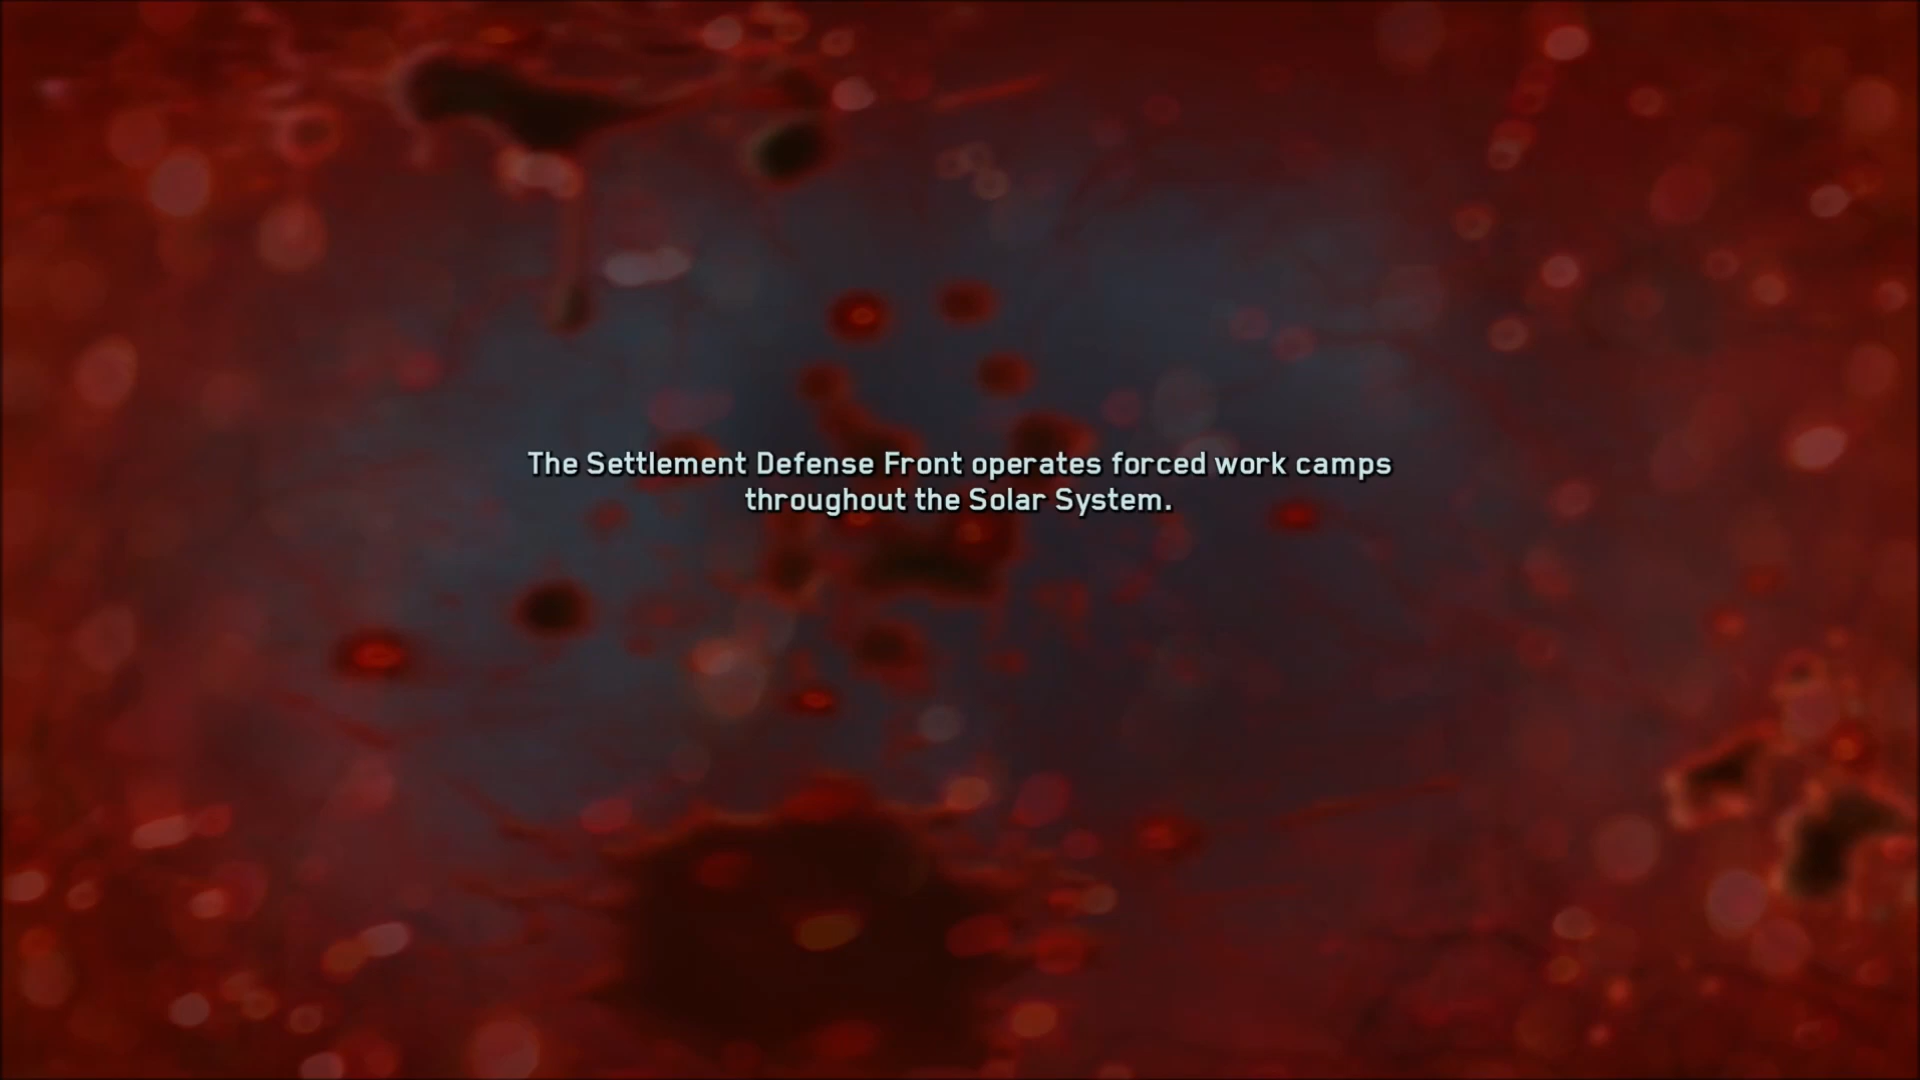 The Settlement Defense Front operates forced work camps
throughout the Solar System.